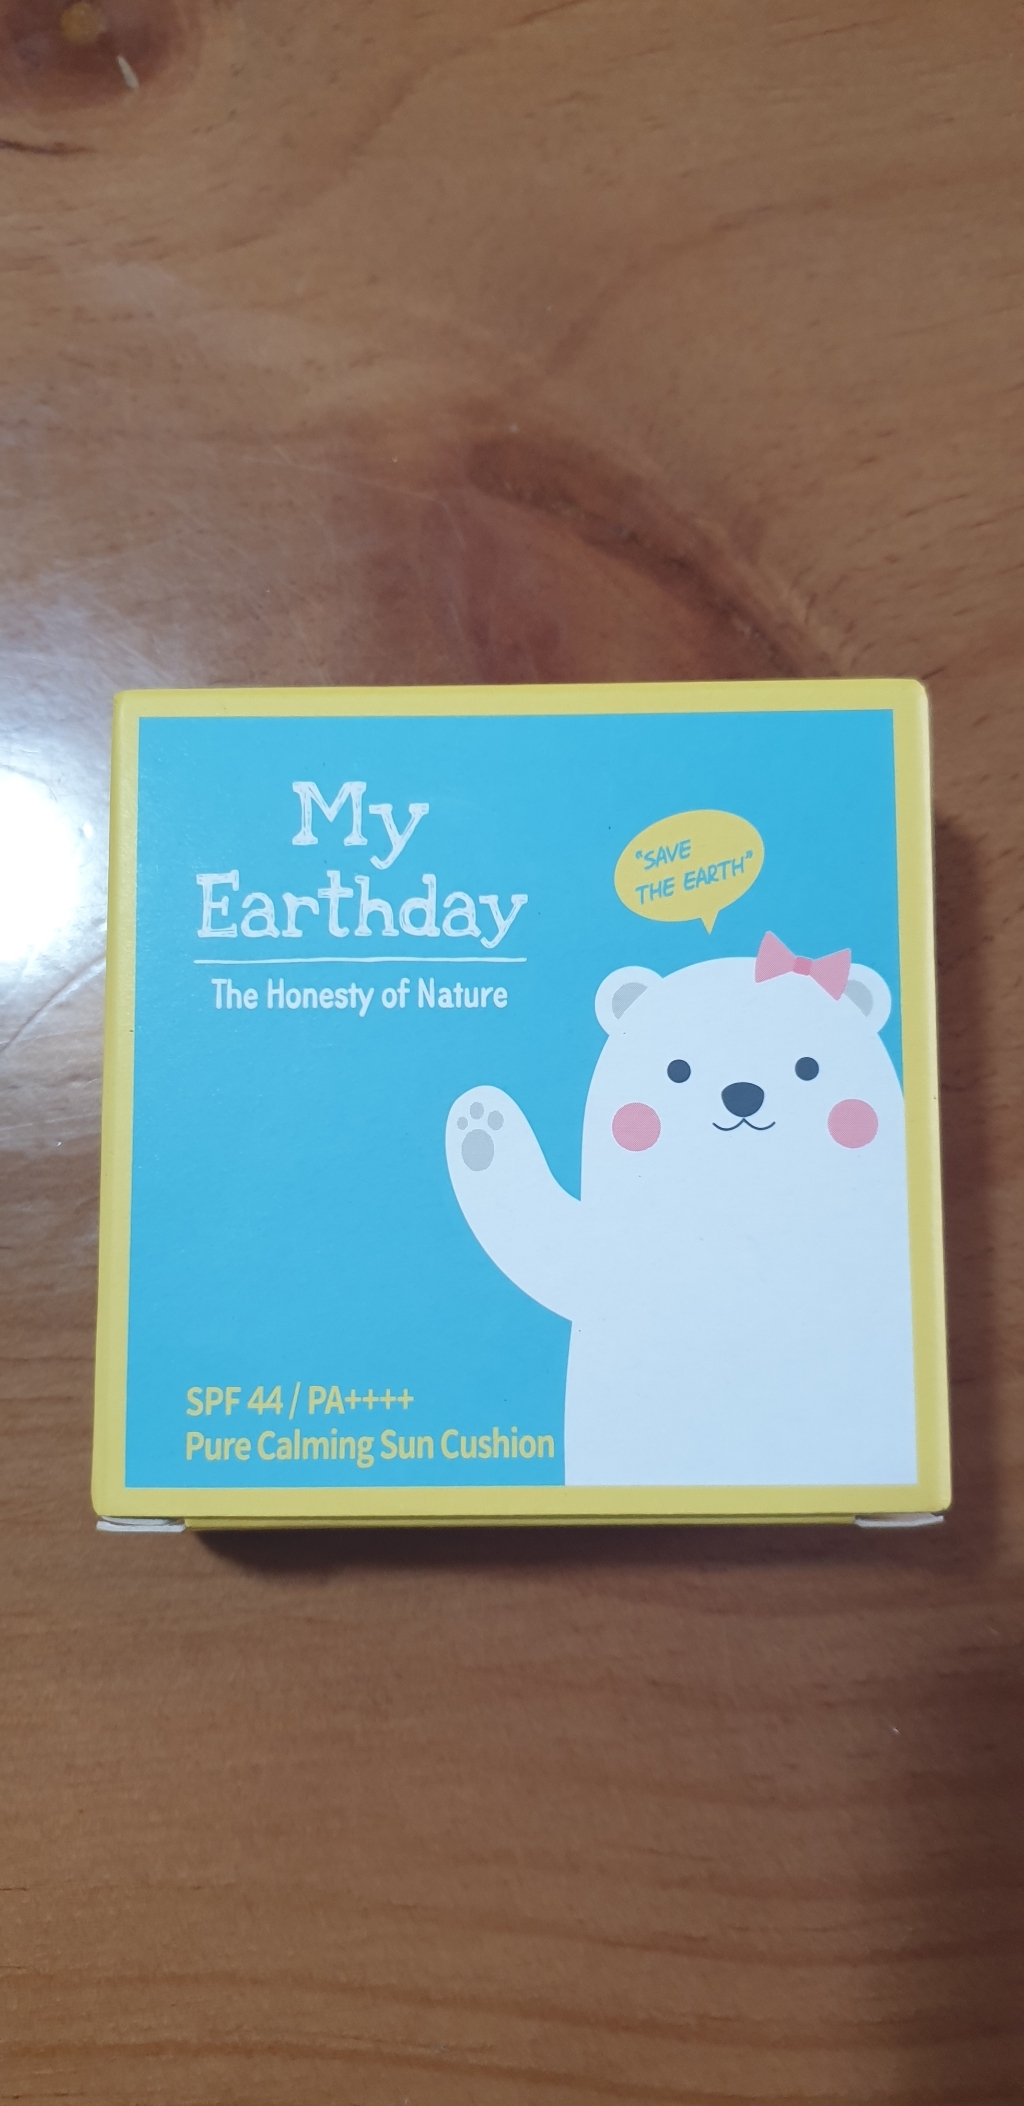 My
Earthday
The Honesty of Nature
"SAVE
THE EARTH"
SPF 44 / PA++++
Pure Calming Sun Cushion